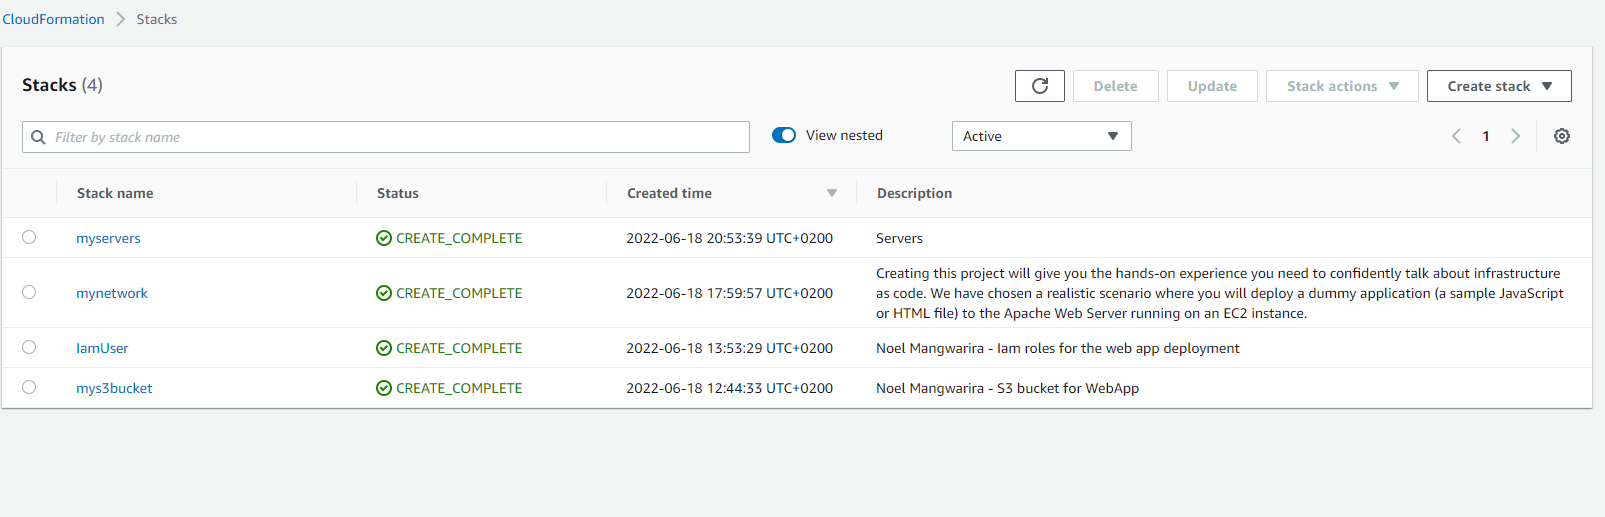 CloudFormation > Stacks
Stacks (4)
Delete
Update
Stack actions
Create stack
Filter by stack name
View nested
Active
1
Stack name Status Created time Description
myservers CREATE_COMPLETE 2022-06-18 20:53:39 UTC+0200 Servers
mynetwork CREATE_COMPLETE 2022-06-18 17:59:57 UTC+0200
Creating this project will give you the hands-on experience you need to confidently talk about infrastructure
as code. We have chosen a realistic scenario where you will deploy a dummy application (a sample JavaScript
or HTML file) to the Apache Web Server running on an EC2 instance.
IamUser CREATE_COMPLETE 2022-06-18 13:53:29 UTC+0200 Noel Mangwarira - Iam roles for the web app deployment
mys3bucket CREATE_COMPLETE 2022-06-18 12:44:33 UTC+0200 Noel Mangwarira - S3 bucket for WebApp